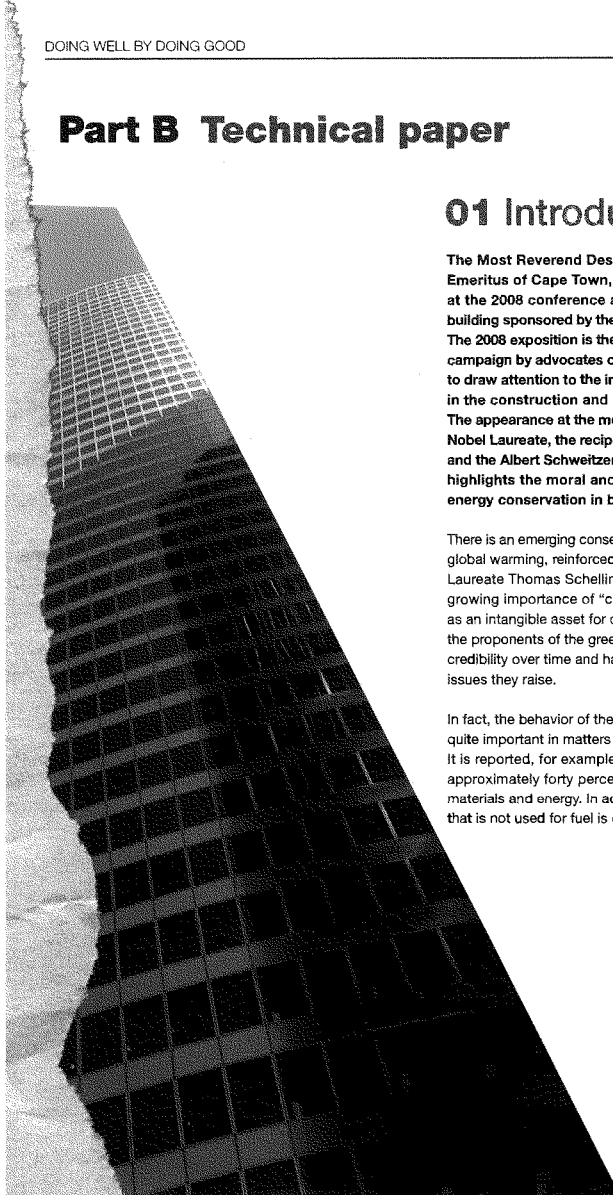 DOING WELL BY DOING GOOD
Part B Technical paper
01 Introdu
The Most Reverend Des
Emeritus of Cape Town,
at the 2008 conference a
building sponsored by the
The 2008 exposition is the
campaign by advocates o
to draw attention to the in
in the construction and
The appearance at the me
Nobel Laureate, the recip
and the Albert Schweitzer
highlights the moral and
energy conservation in b
There is an emerging conse
global warming, reinforced
Laureate Thomas Schellin
growing importance of “c
as an intangible asset for c
the proponents of the gree
credibility over time and ha
issues they raise.
In fact, the behavior of the
quite important in matters
It is reported, for example
approximately forty perce
materials and energy. In ad
that is not used for fuel is